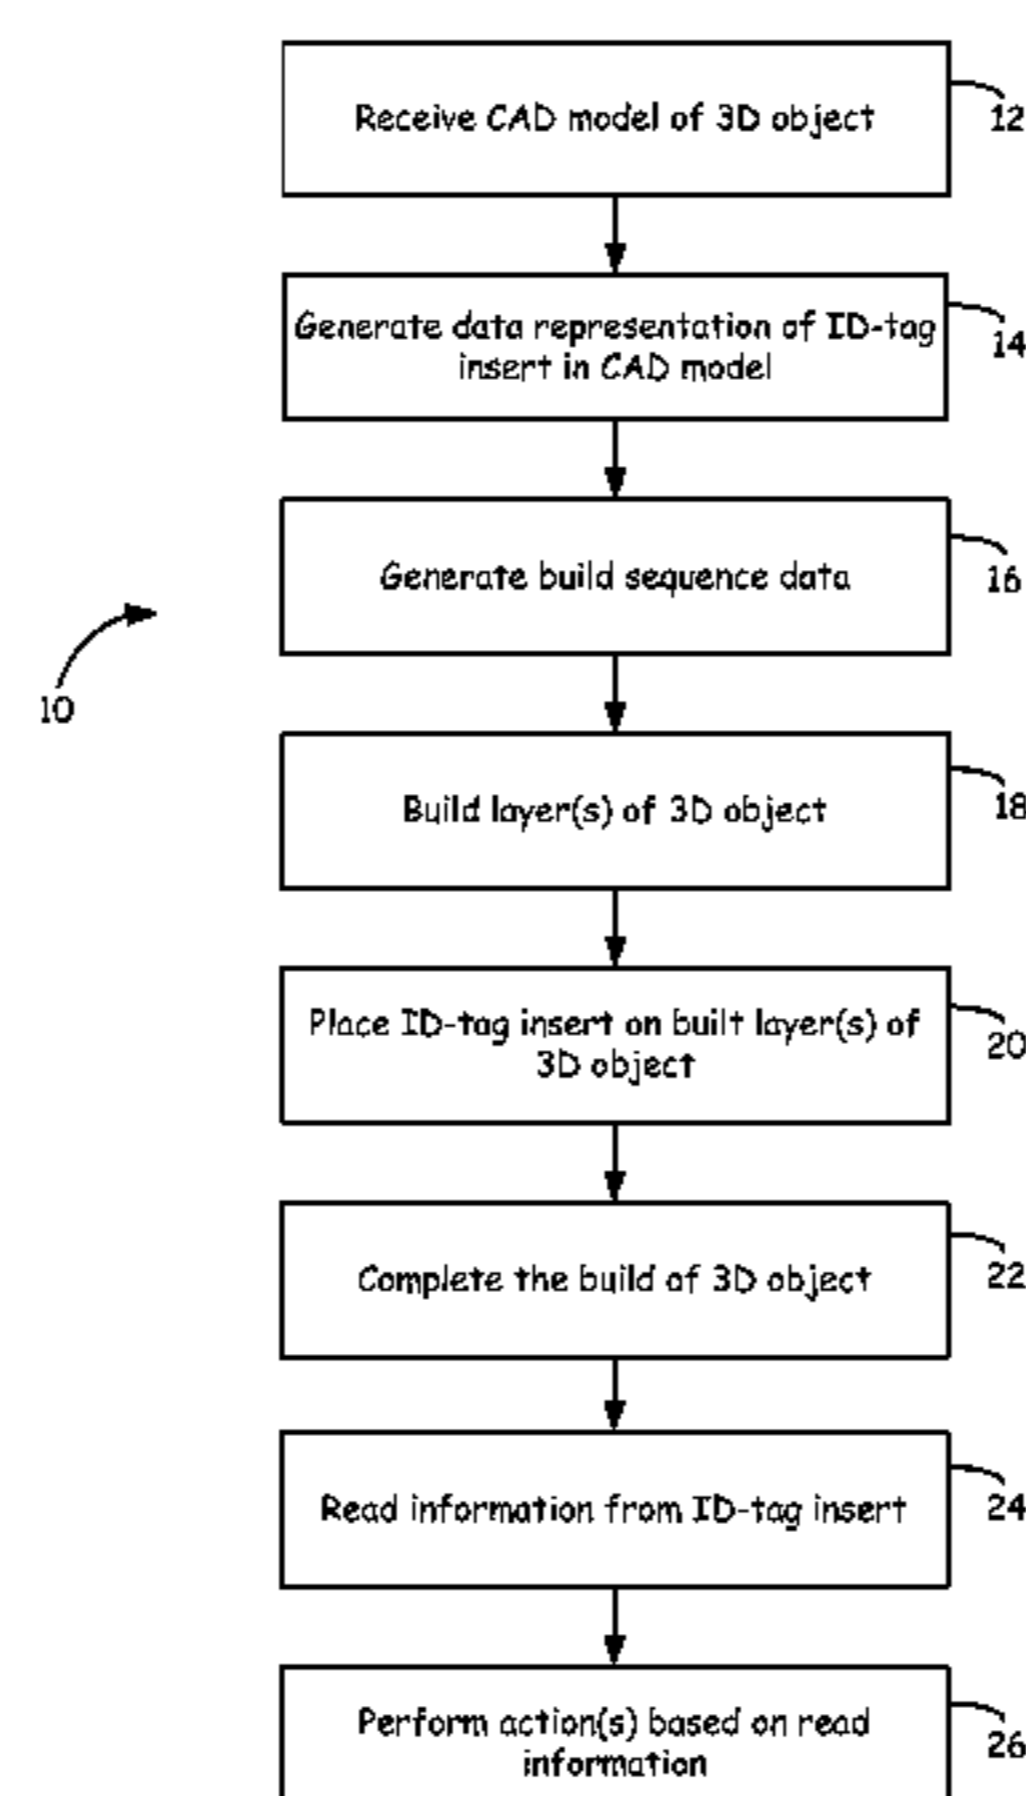 Receive CAD model of 3D object
12
Generate data representation of ID-tag
insert in CAD model
14
Generate build sequence data
16
10
Build layer(s) of 3D object
18
Place ID-tag insert on built layer(s) of
3D object
20
Complete the build of 3D object
22
Read information from ID-tag insert
24
Perform action(s) based on read
information
26